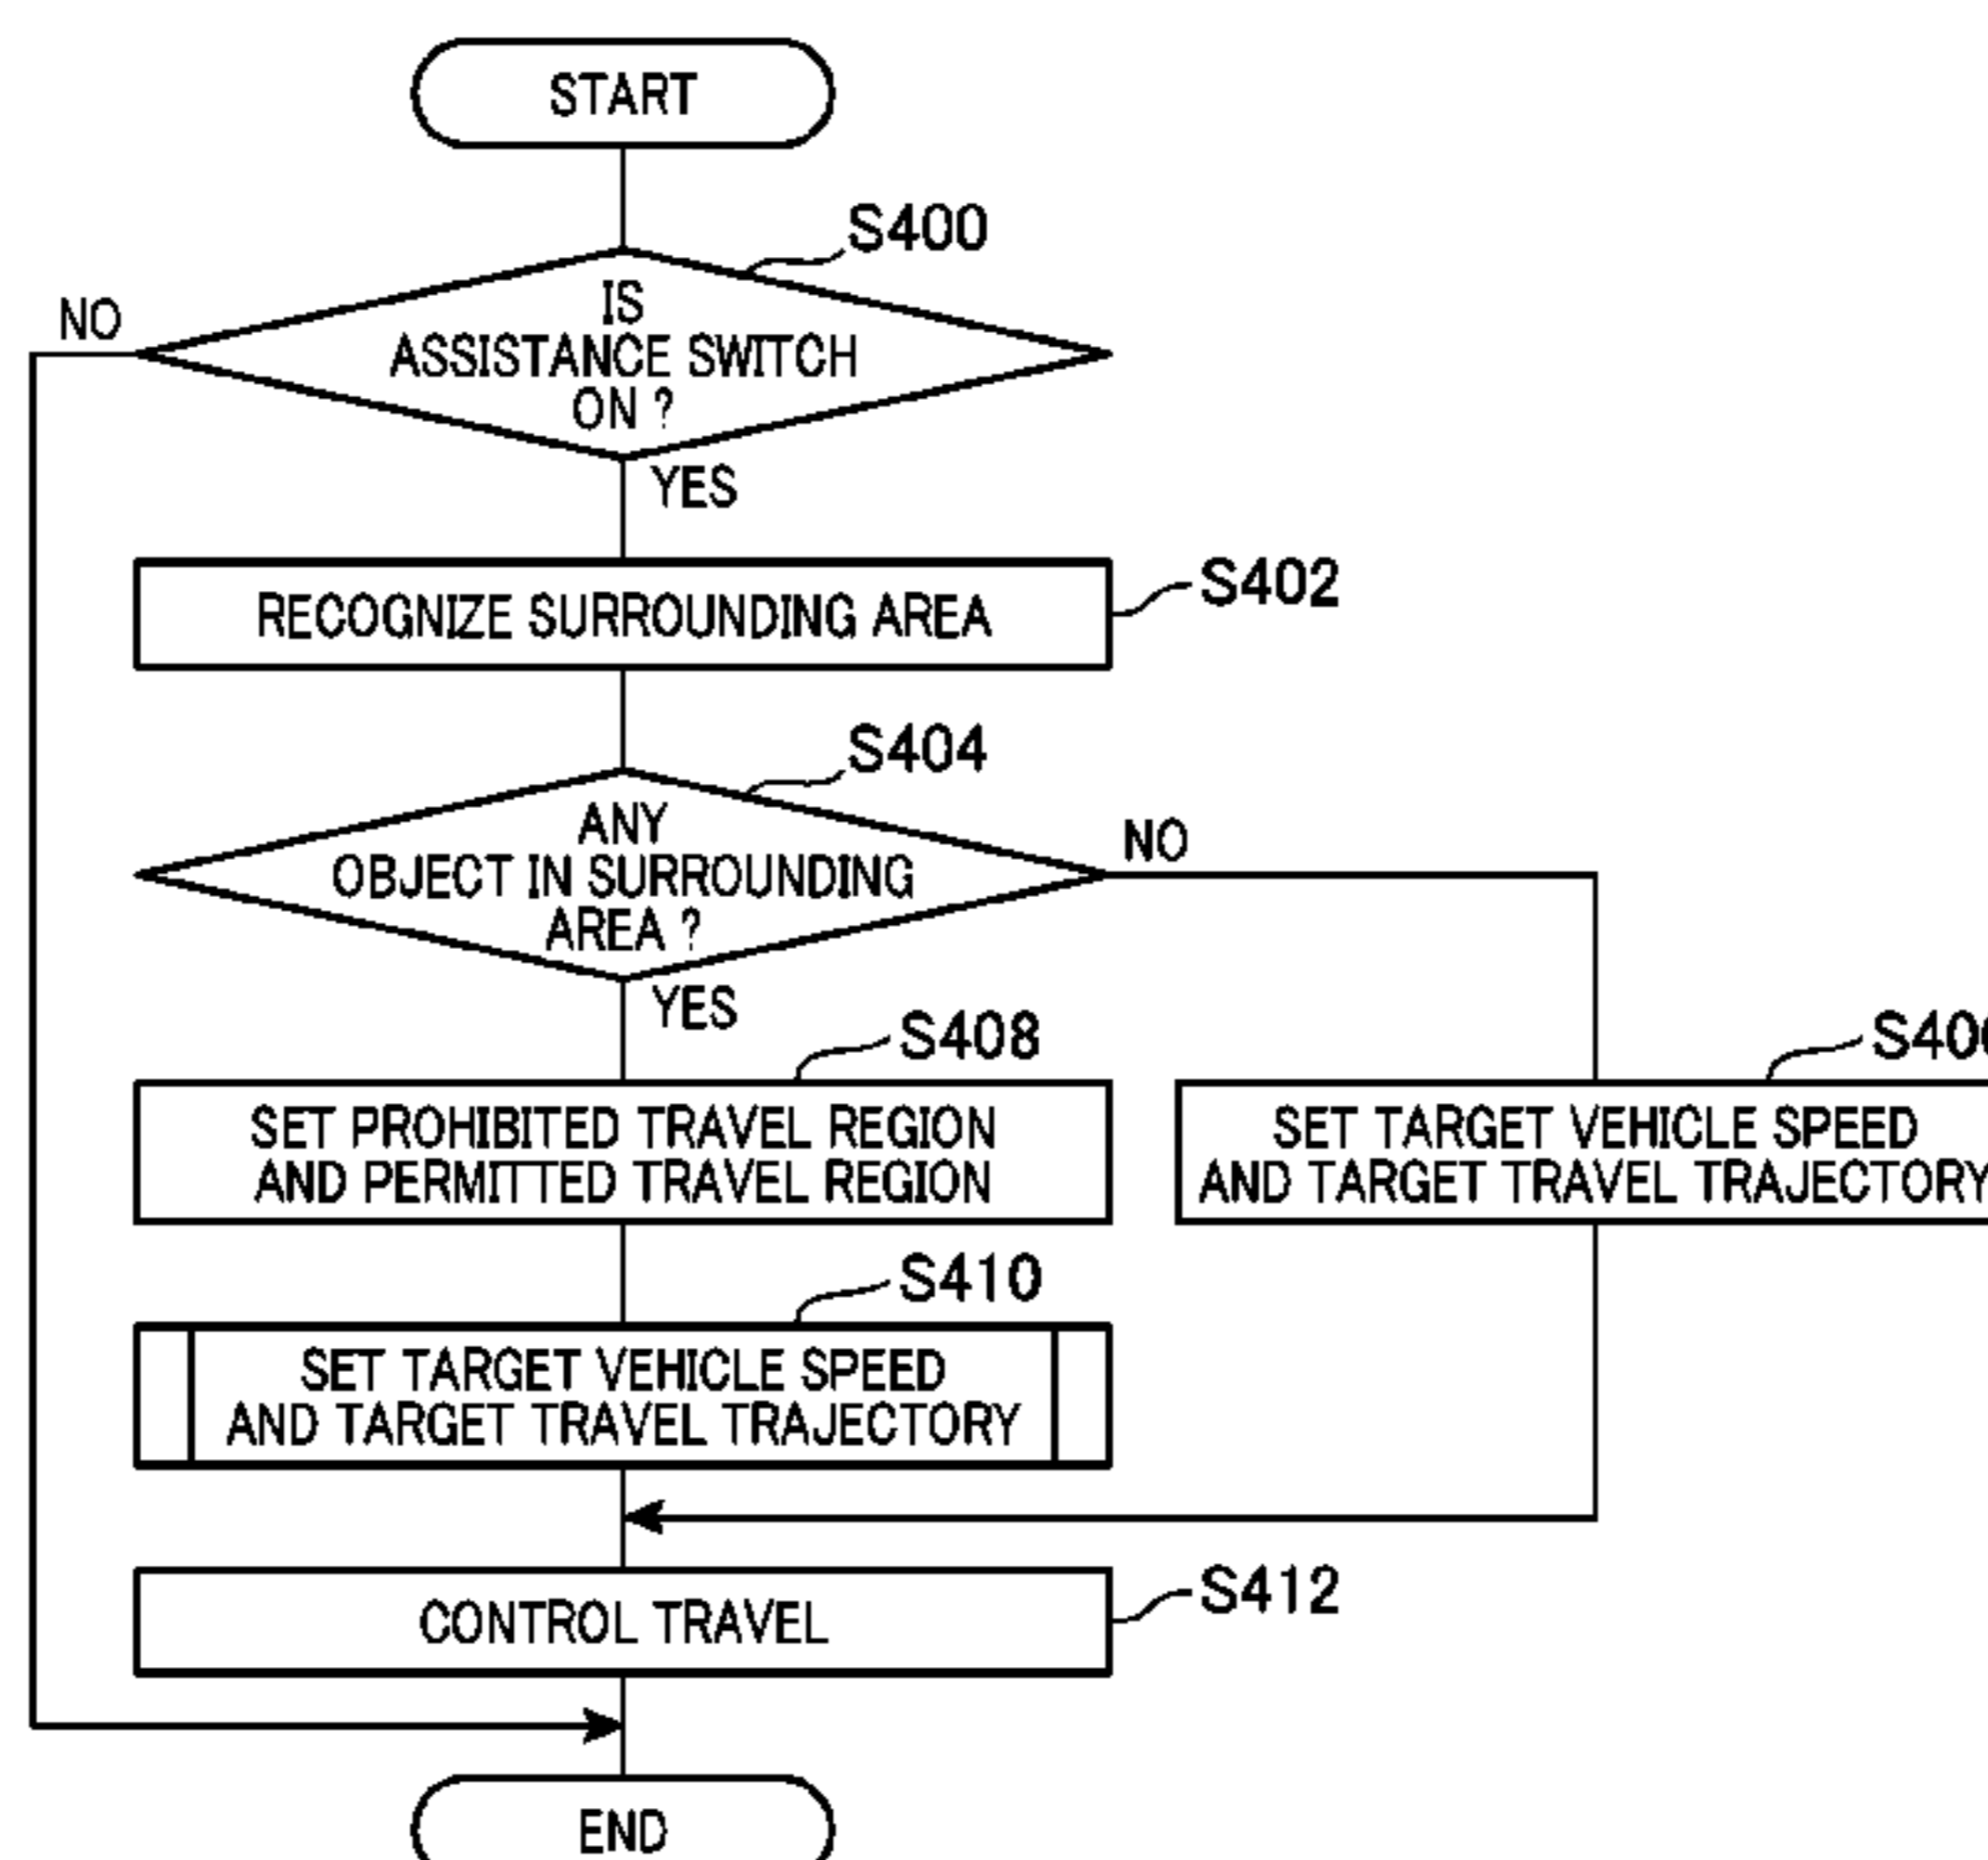 START
S400
IS
ASSISTANCE SWITCH
ON ?
NO
YES
RECOGNIZE SURROUNDING AREA
S402
S404
ANY
OBJECT IN SURROUNDING
AREA ?
NO
YES
S408
SET PROHIBITED TRAVEL REGION
AND PERMITTED TRAVEL REGION
SET TARGET VEHICLE SPEED
AND TARGET TRAVEL TRAJECTORY
S410
SET TARGET VEHICLE SPEED
AND TARGET TRAVEL TRAJECTORY
CONTROL TRAVEL
S412
END